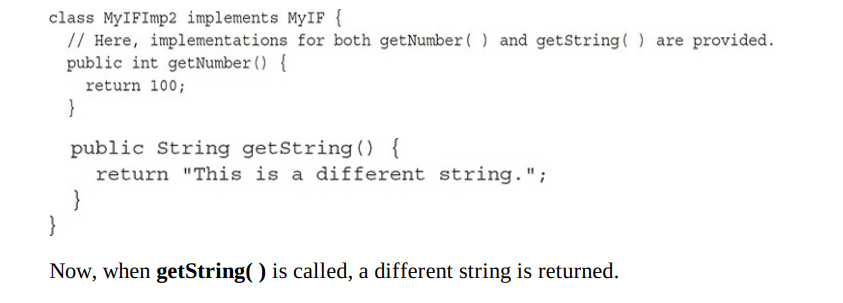 class MyIFImp2 implements MyIF {
// Here, implementations for both getNumber( ) and getString( ) are provided.
public int getNumber() {
return 100;
}
public String getString() {
return "This is a different string.";
}
}
Now, when getString( ) is called, a different string is returned.